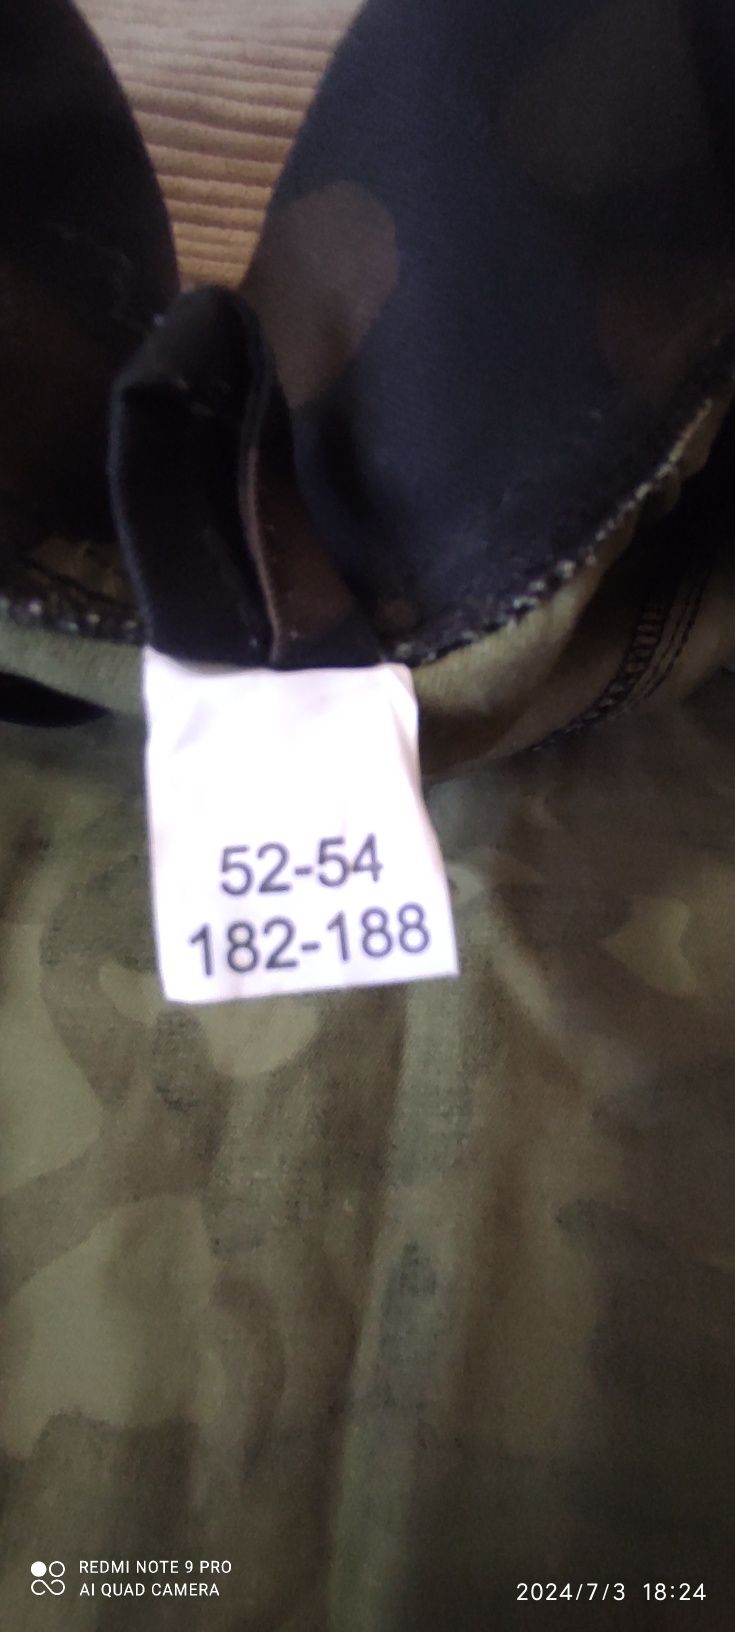 52-54
182-188
REDMI NOTE 9 PRO
AI QUAD CAMERA
2024/7/3 18:24